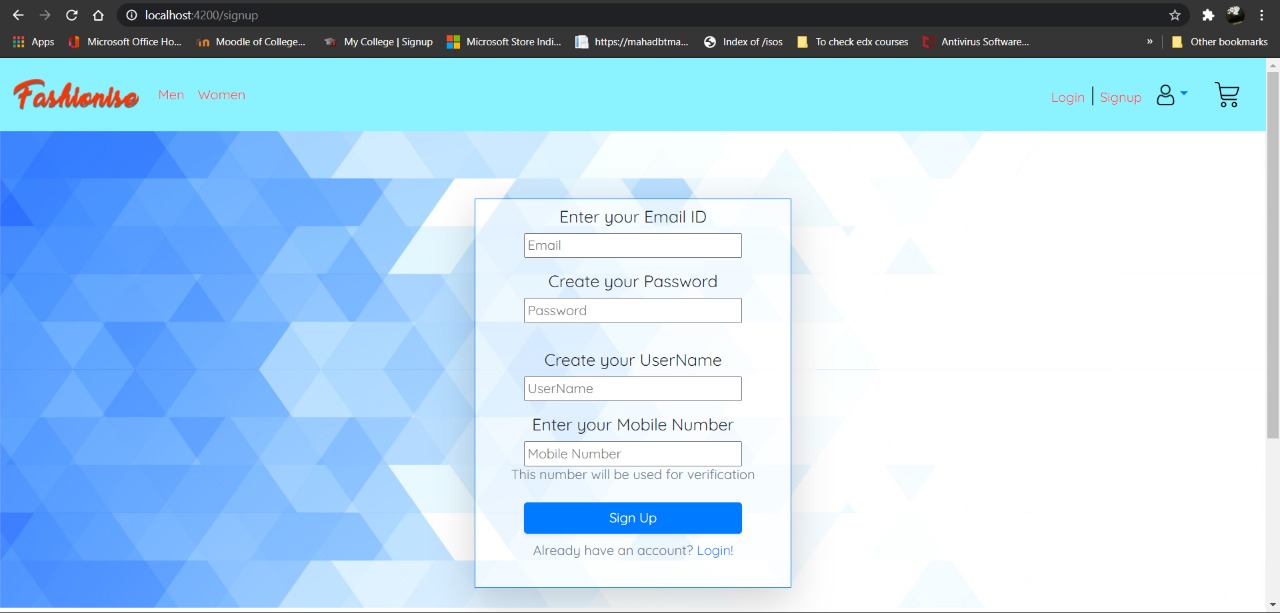 localhost:4200/signup
Apps Microsoft Office Ho... Moodle of College... My College | Signup Microsoft Store Indi... https://mahadbtma... Index of /isos To check edx courses Antivirus Software... » Other bookmarks
Fashionise Men Women Login | Signup
Enter your Email ID
Email
Create your Password
Password
Create your UserName
UserName
Enter your Mobile Number
Mobile Number
This number will be used for verification
Sign Up
Already have an account? Login!